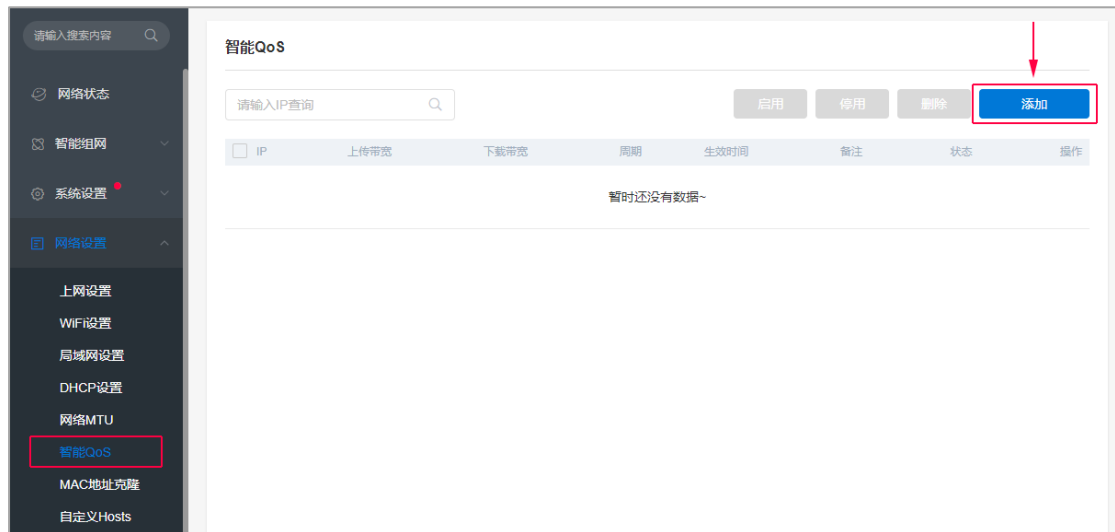 请输入搜索内容
网络状态
智能组网
系统设置
网络设置
上网设置
WiFi设置
局域网设置
DHCP设置
网络MTU
智能QoS
MAC地址克隆
自定义Hosts
智能QoS
请输入IP查询
启用 停用 删除 添加
IP 上传带宽 下载带宽 周期 生效时间 备注 状态 操作
暂时还没有数据~